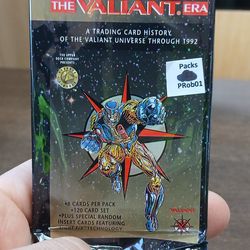 THE VALIANT ERA
A TRADING CARD HISTORY
OF THE VALIANT UNIVERSE THROUGH 1992
Packs
PRob01
THE UPPER
DECK COMPANY
PRESENTS
•8 CARDS PER PACK
•120 CARD SET
•PLUS SPECIAL RANDOM
INSERT CARDS FEATURING
TECHNOLOGY
VALIANT